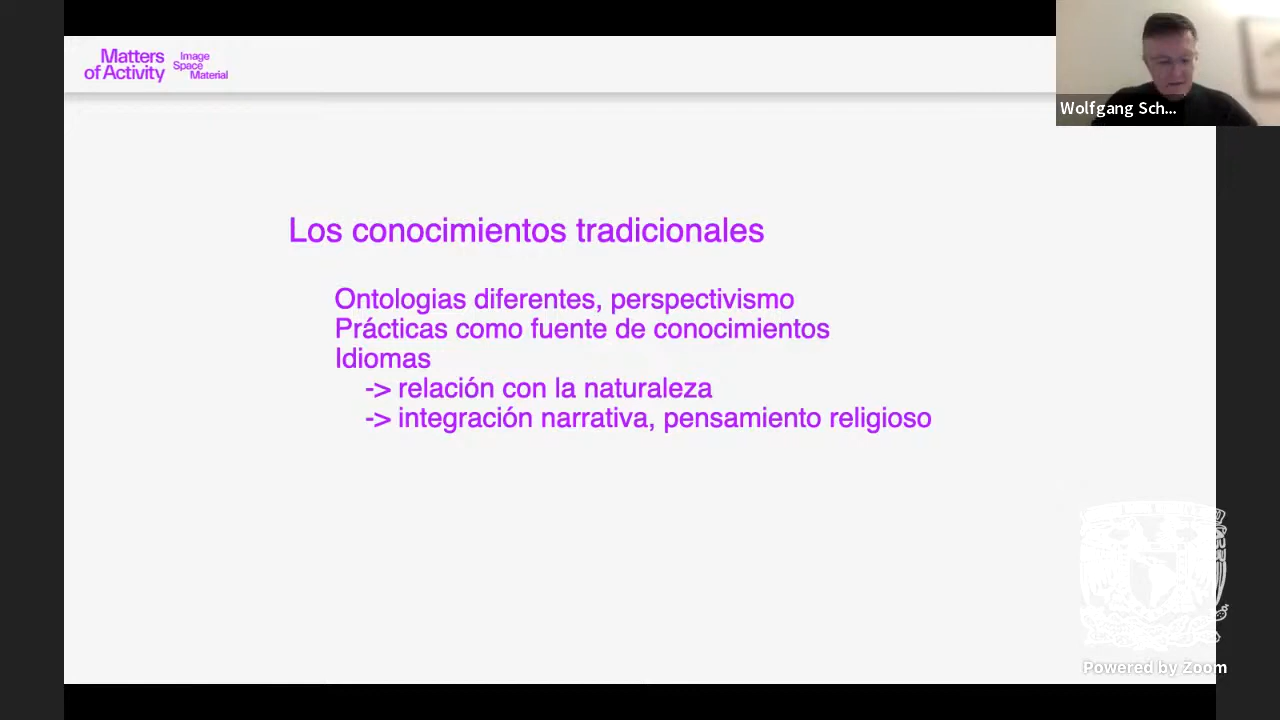 Matters
of Activity
Image
Space
Material
Wolfgang Sch...
Los conocimientos tradicionales
Ontologias diferentes, perspectivismo
Prácticas como fuente de conocimientos
Idiomas
-> relación con la naturaleza
-> integración narrativa, pensamiento religioso
Powered by Zoom